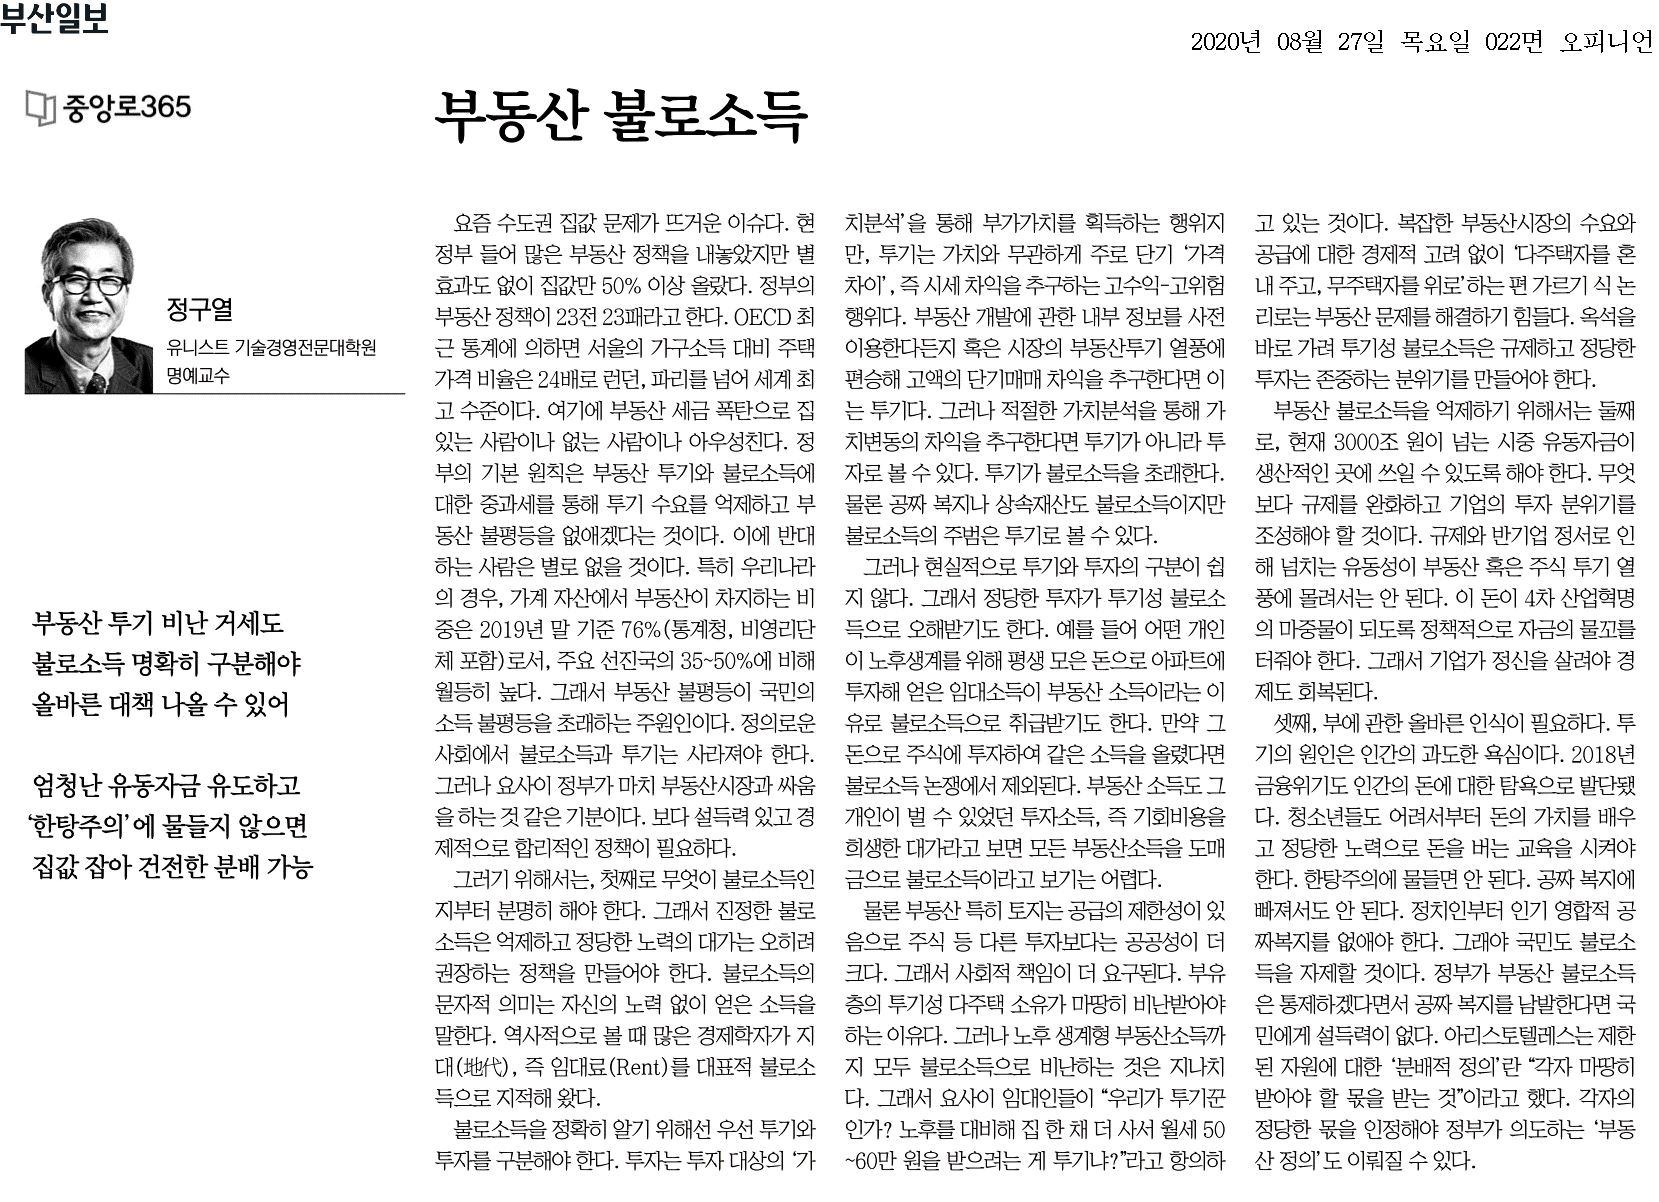 부산일보
2020년 08월 27일 목요일 022면 오피니언
중앙로365
부동산 불로소득
정구열
유니스트 기술경영전문대학원
명예교수
부동산 투기 비난 거세도
불로소득 명확히 구분해야
올바른 대책 나올 수 있어
엄청난 유동자금 유도하고
‘한탕주의’에 물들지 않으면
집값 잡아 건전한 분배 가능
요즘 수도권 집값 문제가 뜨거운 이슈다. 현
정부 들어 많은 부동산 정책을 내놓았지만 별
효과도 없이 집값만 50% 이상 올랐다. 정부의
부동산 정책이 23전 23패라고 한다. OECD 최
근 통계에 의하면 서울의 가구소득 대비 주택
가격 비율은 24배로 런던, 파리를 넘어 세계 최
고 수준이다. 여기에 부동산 세금 폭탄으로 집
있는 사람이나 없는 사람이나 아우성친다. 정
부의 기본 원칙은 부동산 투기와 불로소득에
대한 중과세를 통해 투기 수요를 억제하고 부
동산 불평등을 없애겠다는 것이다. 이에 반대
하는 사람은 별로 없을 것이다. 특히 우리나라
의 경우, 가계 자산에서 부동산이 차지하는 비
중은 2019년 말 기준 76%(통계청, 비영리단
체 포함)로서, 주요 선진국의 35~50%에 비해
월등히 높다. 그래서 부동산 불평등이 국민의
소득 불평등을 초래하는 주원인이다. 정의로운
사회에서 불로소득과 투기는 사라져야 한다.
그러나 요사이 정부가 마치 부동산시장과 싸움
을 하는 것 같은 기분이다. 보다 설득력 있고 경
제적으로 합리적인 정책이 필요하다.
그러기 위해서는, 첫째로 무엇이 불로소득인
지부터 분명히 해야 한다. 그래서 진정한 불로
소득은 억제하고 정당한 노력의 대가는 오히려
권장하는 정책을 만들어야 한다. 불로소득의
문자적 의미는 자신의 노력 없이 얻은 소득을
말한다. 역사적으로 볼 때 많은 경제학자가 지
대(地代), 즉 임대료(Rent)를 대표적 불로소
득으로 지적해 왔다.
불로소득을 정확히 알기 위해선 우선 투기와
투자를 구분해야 한다. 투자는 투자 대상의 ‘가
치분석’을 통해 부가가치를 획득하는 행위지
만, 투기는 가치와 무관하게 주로 단기 ‘가격
차이’, 즉 시세 차익을 추구하는 고수익-고위험
행위다. 부동산 개발에 관한 내부 정보를 사전
이용한다든지 혹은 시장의 부동산투기 열풍에
편승해 고액의 단기매매 차익을 추구한다면 이
는 투기다. 그러나 적절한 가치분석을 통해 가
치변동의 차익을 추구한다면 투기가 아니라 투
자로 볼 수 있다. 투기가 불로소득을 초래한다.
물론 공짜 복지나 상속재산도 불로소득이지만
불로소득의 주범은 투기로 볼 수 있다.
그러나 현실적으로 투기와 투자의 구분이 쉽
지 않다. 그래서 정당한 투자가 투기성 불로소
득으로 오해받기도 한다. 예를 들어 어떤 개인
이 노후생계를 위해 평생 모은 돈으로 아파트에
투자해 얻은 임대소득이 부동산 소득이라는 이
유로 불로소득으로 취급받기도 한다. 만약 그
돈으로 주식에 투자하여 같은 소득을 올렸다면
불로소득 논쟁에서 제외된다. 부동산 소득도 그
개인이 벌 수 있었던 투자소득, 즉 기회비용을
희생한 대가라고 보면 모든 부동산소득을 도매
금으로 불로소득이라고 보기는 어렵다.
물론 부동산 특히 토지는 공급의 제한성이 있
음으로 주식 등 다른 투자보다는 공공성이 더
크다. 그래서 사회적 책임이 더 요구된다. 부유
층의 투기성 다주택 소유가 마땅히 비난받아야
하는 이유다. 그러나 노후 생계형 부동산소득까
지 모두 불로소득으로 비난하는 것은 지나치
다. 그래서 요사이 임대인들이 “우리가 투기꾼
인가? 노후를 대비해 집 한 채 더 사서 월세 50
~60만 원을 받으려는 게 투기냐?”라고 항의하
고 있는 것이다. 복잡한 부동산시장의 수요와
공급에 대한 경제적 고려 없이 ‘다주택자를 혼
내 주고, 무주택자를 위로’하는 편 가르기 식 논
리로는 부동산 문제를 해결하기 힘들다. 옥석을
바로 가려 투기성 불로소득은 규제하고 정당한
투자는 존중하는 분위기를 만들어야 한다.
부동산 불로소득을 억제하기 위해서는 둘째
로, 현재 3000조 원이 넘는 시중 유동자금이
생산적인 곳에 쓰일 수 있도록 해야 한다. 무엇
보다 규제를 완화하고 기업의 투자 분위기를
조성해야 할 것이다. 규제와 반기업 정서로 인
해 넘치는 유동성이 부동산 혹은 주식 투기 열
풍에 몰려서는 안 된다. 이 돈이 4차 산업혁명
의 마중물이 되도록 정책적으로 자금의 물꼬를
터줘야 한다. 그래서 기업가 정신을 살려야 경
제도 회복된다.
셋째, 부에 관한 올바른 인식이 필요하다. 투
기의 원인은 인간의 과도한 욕심이다. 2018년
금융위기도 인간의 돈에 대한 탐욕으로 발단됐
다. 청소년들도 어려서부터 돈의 가치를 배우
고 정당한 노력으로 돈을 버는 교육을 시켜야
한다. 한탕주의에 물들면 안 된다. 공짜 복지에
빠져서도 안 된다. 정치인부터 인기 영합적 공
짜복지를 없애야 한다. 그래야 국민도 불로소
득을 자제할 것이다. 정부가 부동산 불로소득
은 통제하겠다면서 공짜 복지를 남발한다면 국
민에게 설득력이 없다. 아리스토텔레스는 제한
된 자원에 대한 ‘분배적 정의’란 “각자 마땅히
받아야 할 몫을 받는 것”이라고 했다. 각자의
정당한 몫을 인정해야 정부가 의도하는 ‘부동
산 정의’도 이뤄질 수 있다.